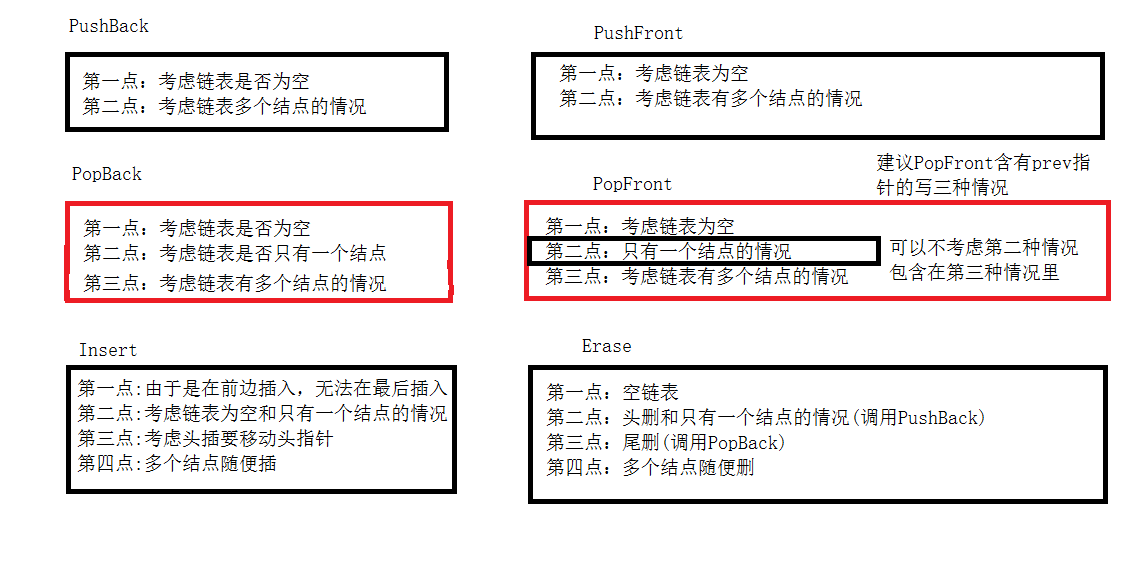 PushBack
第一点：考虑链表是否为空
第二点：考虑链表多个结点的情况
PushFront
第一点：考虑链表为空
第二点：考虑链表有多个结点的情况
PopBack
第一点：考虑链表是否为空
第二点：考虑链表是否只有一个结点
第三点：考虑链表有多个结点的情况
PopFront
建议PopFront含有prev指
针的写三种情况
第一点：考虑链表为空
第二点：只有一个结点的情况
第三点：考虑链表有多个结点的情况
可以不考虑第二种情况
包含在第三种情况里
Insert
第一点:由于是在前边插入，无法在最后插入
第二点:考虑链表为空和只有一个结点的情况
第三点:考虑头插要移动头指针
第四点:多个结点随便插
Erase
第一点：空链表
第二点：头删和只有一个结点的情况(调用PushBack)
第三点：尾删(调用PopBack)
第四点：多个结点随便删